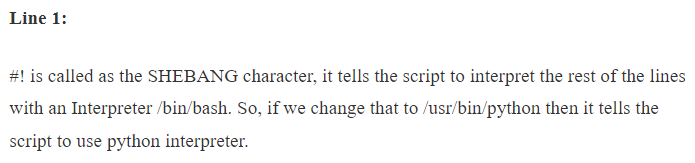 Line 1:
#! is called as the SHEBANG character, it tells the script to interpret the rest of the lines
with an Interpreter /bin/bash. So, if we change that to /usr/bin/python then it tells the
script to use python interpreter.